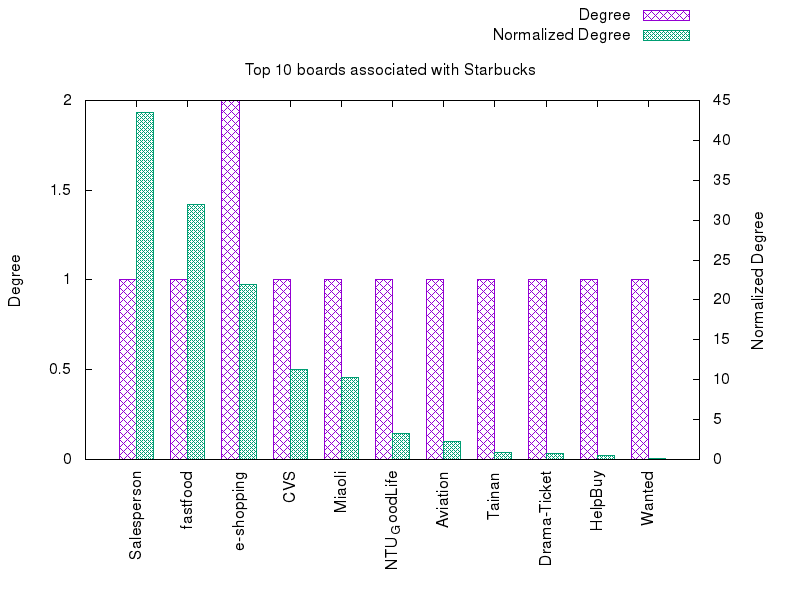 Degree
Normalized Degree
Top 10 boards associated with Starbucks
2
1.5
1
0.5
0
45
40
35
30
25
20
15
10
5
0
Degree
Normalized Degree
Salesperson
fastfood
e-shopping
CVS
Miaoli
NTUGoodLife
Aviation
Tainan
Drama-Ticket
HelpBuy
Wanted